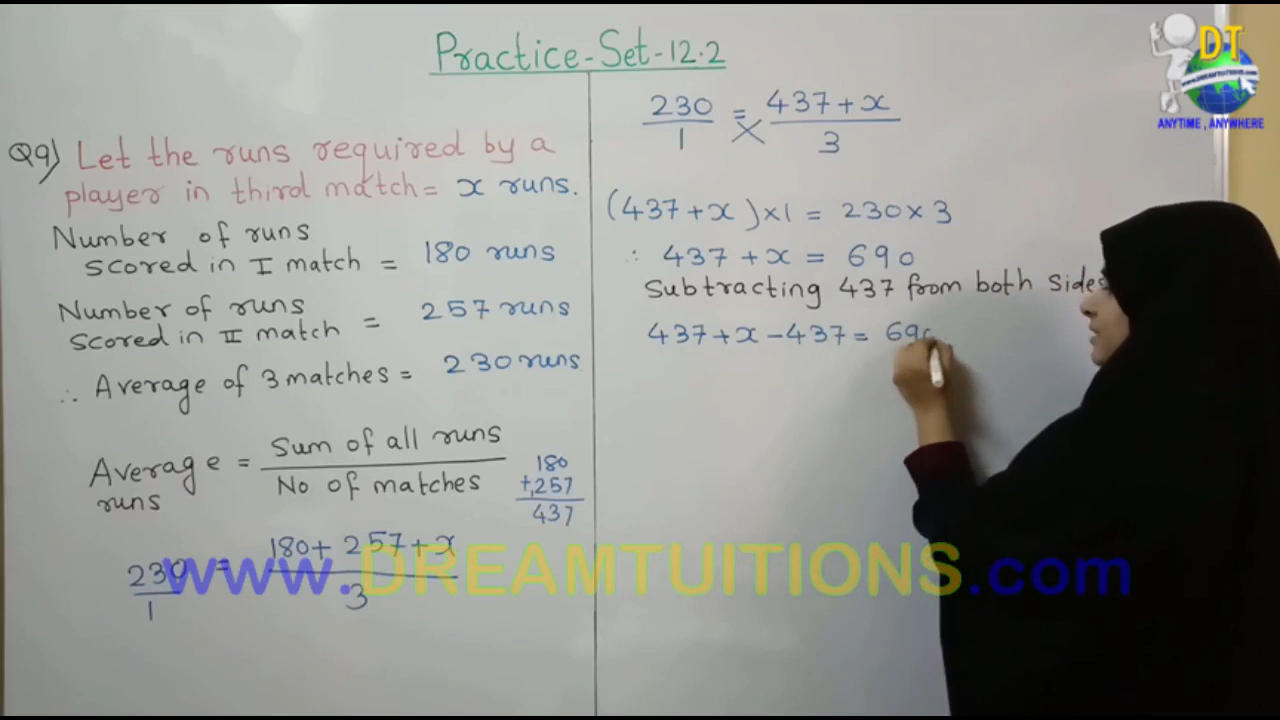 Practice-Set-12.2
Q9) Let the runs required by a
player in third match = x runs.
Number of runs
scored in I match = 180 runs
Number of runs
scored in II match = 257 runs
∴ Average of 3 matches = 230 runs
Average = Sum of all runs
runs No of matches
180
+257
437
230 = 180 + 257 + x
1 3
230 = 437 + x
1 3
(437 + x) × 1 = 230 × 3
∴ 437 + x = 690
Subtracting 437 from both sides
437 + x - 437 = 690
DT
www.DREAMTUITIONS.com
ANYTIME , ANYWHERE
www.DREAMTUITIONS.com